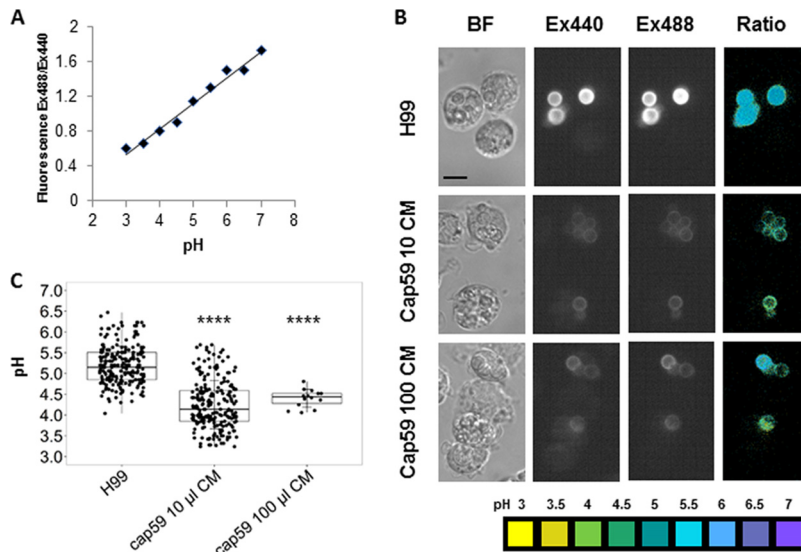 A
Fluorescence Ex488/Ex440
2
1.6
1.2
0.8
0.4
0
2 3 4 5 6 7 8
pH
B
BF Ex440 Ex488 Ratio
H99
Cap59 10 CM
Cap59 100 CM
pH 3 3.5 4 4.5 5 5.5 6 6.5 7
C
pH
7.0
6.5
6.0
5.5
5.0
4.5
4.0
3.5
3.0
**** ****
H99
cap59 10 µl CM
cap59 100 µl CM